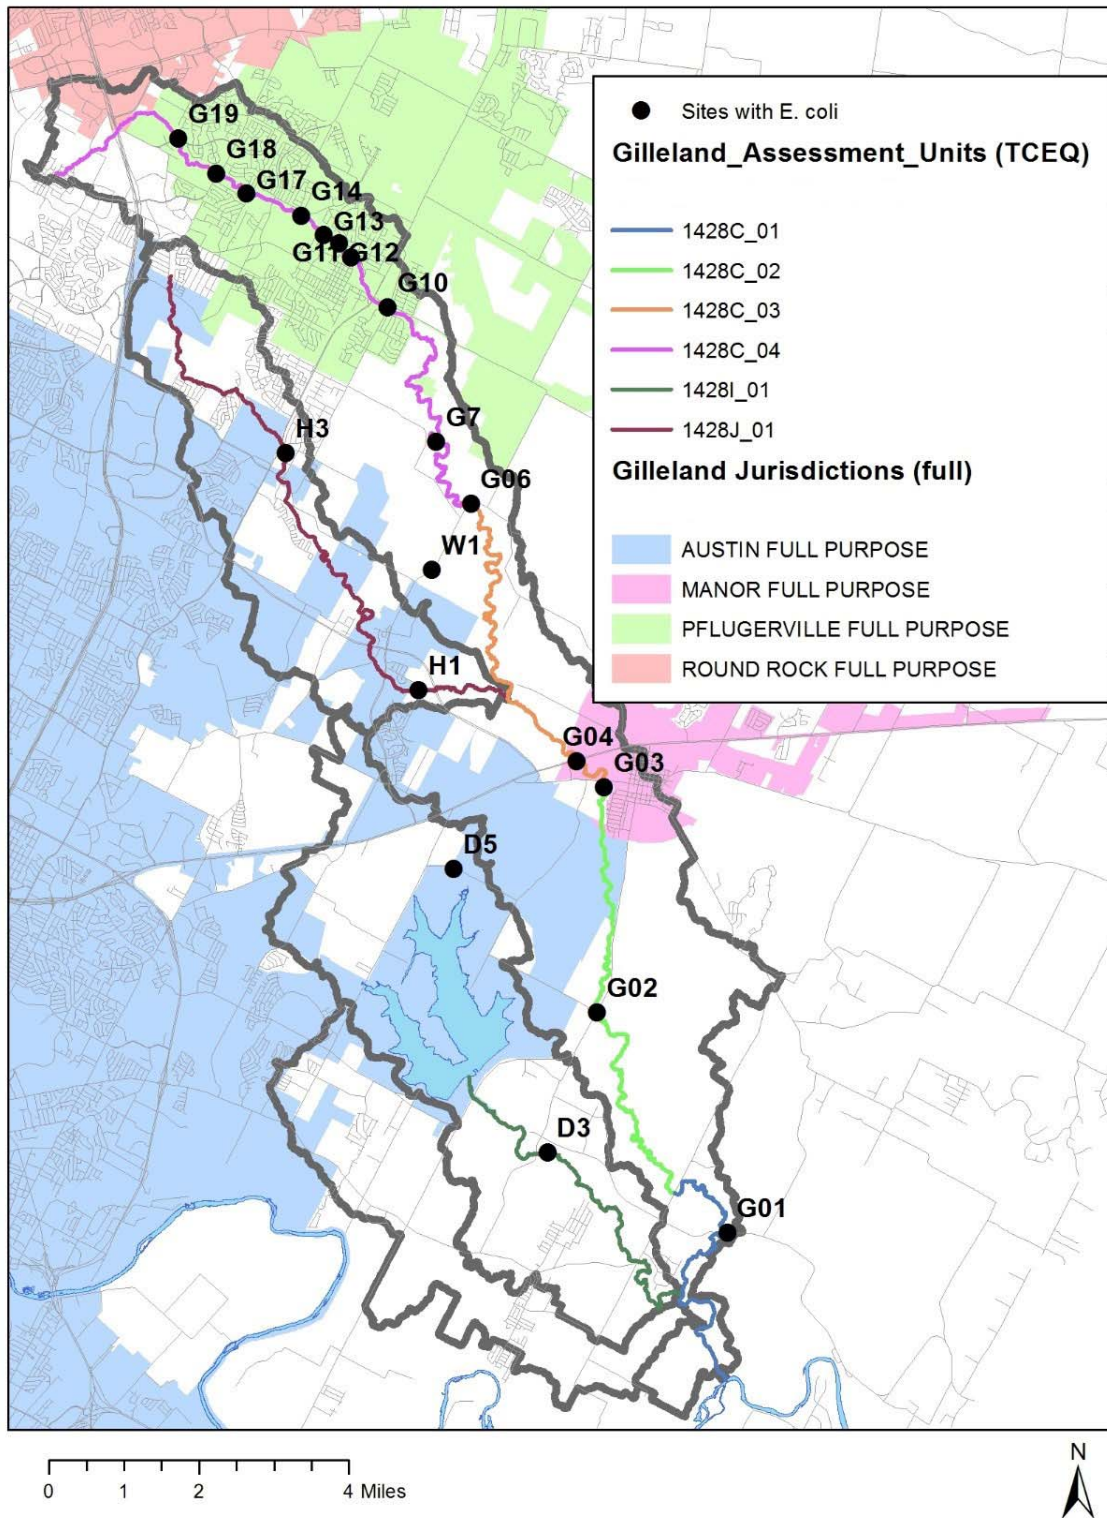 Sites with E. coli
Gilleland_Assessment_Units (TCEQ)
1428C_01
1428C_02
1428C_03
1428C_04
1428I_01
1428J_01
Gilleland Jurisdictions (full)
AUSTIN FULL PURPOSE
MANOR FULL PURPOSE
PFLUGERVILLE FULL PURPOSE
ROUND ROCK FULL PURPOSE
G19
G18
G17
G14
G13
G11
G12
G10
G7
H3
G06
W1
H1
G04
G03
D5
G02
D3
G01
0 1 2 4 Miles
N